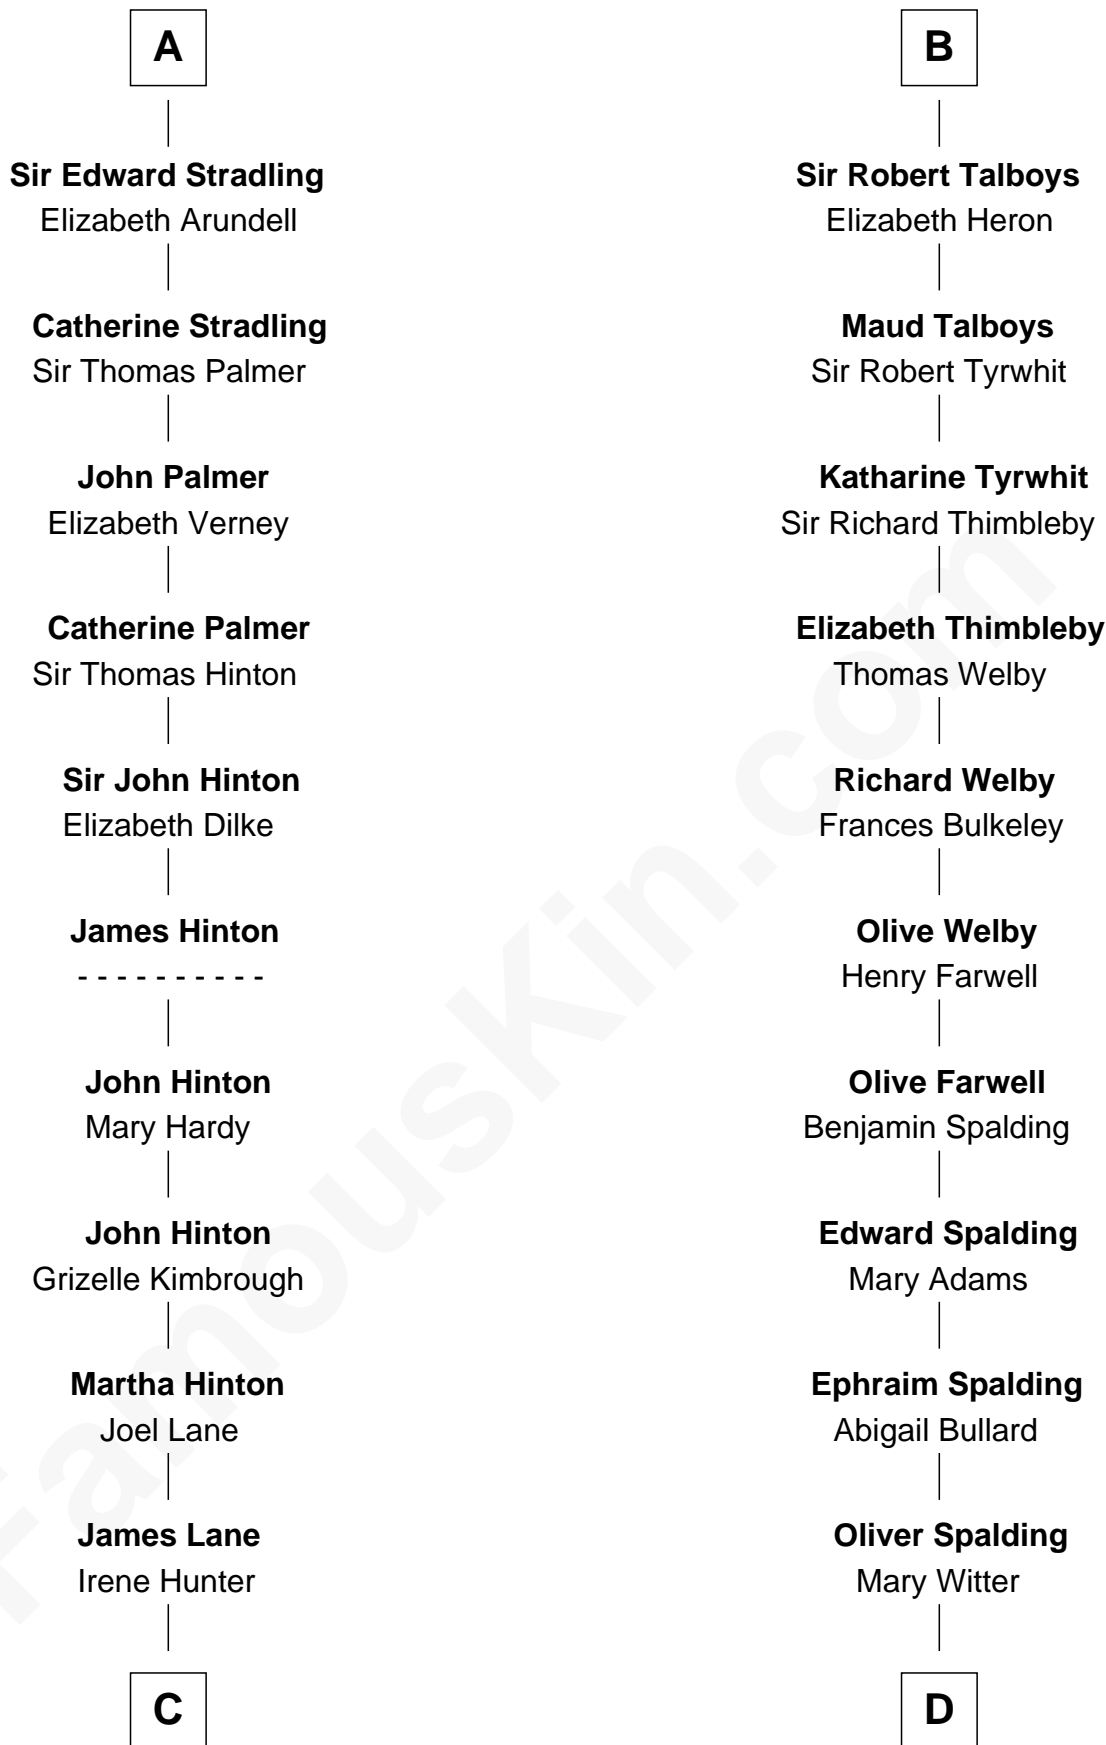 A
Sir Edward Stradling
Elizabeth Arundell
Catherine Stradling
Sir Thomas Palmer
John Palmer
Elizabeth Verney
Catherine Palmer
Sir Thomas Hinton
Sir John Hinton
Elizabeth Dilke
James Hinton
- - - - - - - - - -
John Hinton
Mary Hardy
John Hinton
Grizelle Kimbrough
Martha Hinton
Joel Lane
James Lane
Irene Hunter
C
B
Sir Robert Talboys
Elizabeth Heron
Maud Talboys
Sir Robert Tyrwhit
Katharine Tyrwhit
Sir Richard Thimbleby
Elizabeth Thimbleby
Thomas Welby
Richard Welby
Frances Bulkeley
Olive Welby
Henry Farwell
Olive Farwell
Benjamin Spalding
Edward Spalding
Mary Adams
Ephraim Spalding
Abigail Bullard
Oliver Spalding
Mary Witter
D
FamousKin.com